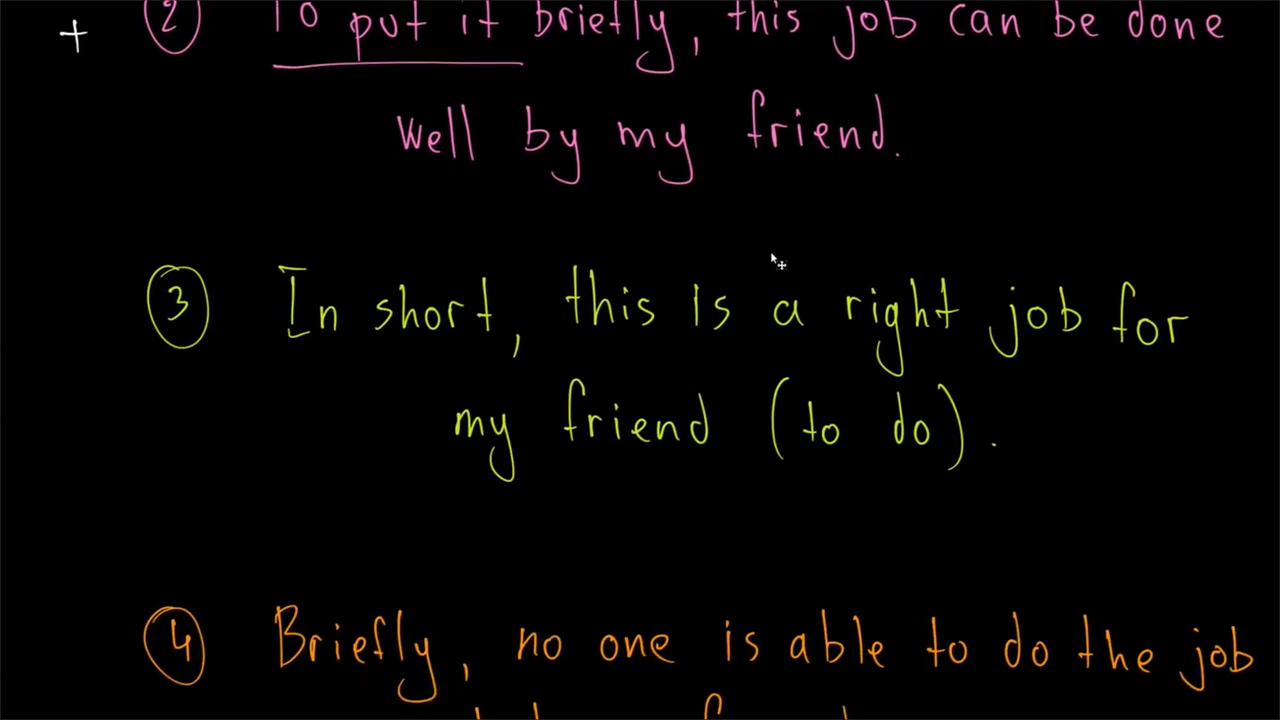 + 2 To put it briefly, this job can be done
well by my friend.
3 In short, this is a right job for
my friend (to do).
4 Briefly, no one is able to do the job